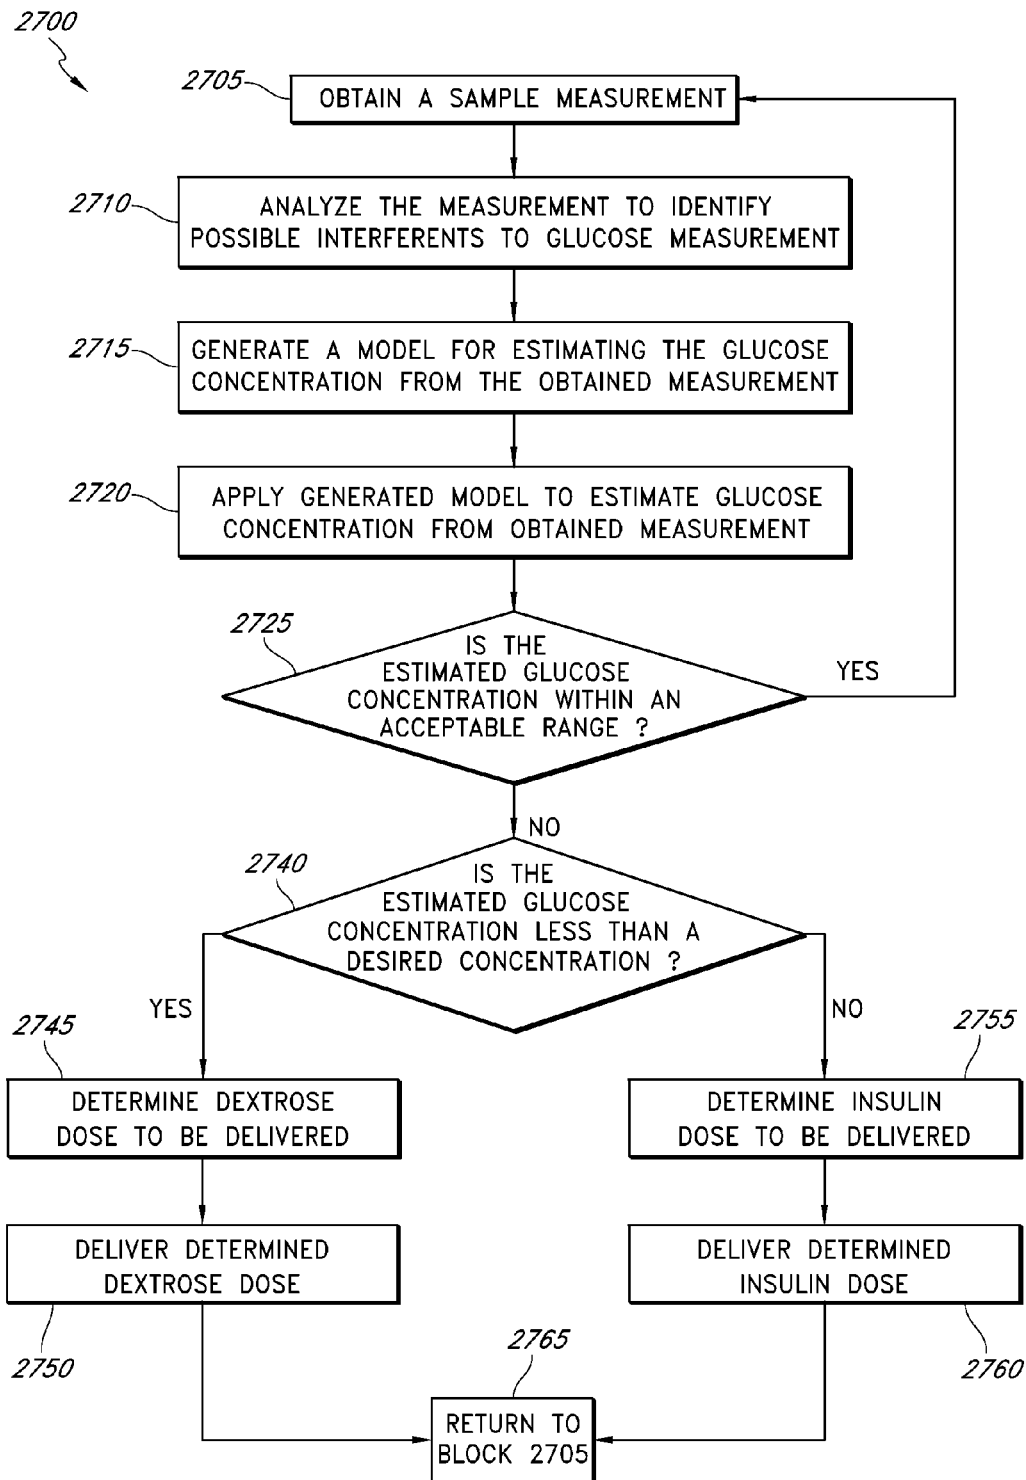 2700
2705
OBTAIN A SAMPLE MEASUREMENT
2710
ANALYZE THE MEASUREMENT TO IDENTIFY
POSSIBLE INTERFERENTS TO GLUCOSE MEASUREMENT
2715
GENERATE A MODEL FOR ESTIMATING THE GLUCOSE
CONCENTRATION FROM THE OBTAINED MEASUREMENT
2720
APPLY GENERATED MODEL TO ESTIMATE GLUCOSE
CONCENTRATION FROM OBTAINED MEASUREMENT
2725
IS THE
ESTIMATED GLUCOSE
CONCENTRATION WITHIN AN
ACCEPTABLE RANGE ?
YES
NO
2740
IS THE
ESTIMATED GLUCOSE
CONCENTRATION LESS THAN A
DESIRED CONCENTRATION ?
YES
NO
2745
DETERMINE DEXTROSE
DOSE TO BE DELIVERED
2755
DETERMINE INSULIN
DOSE TO BE DELIVERED
DELIVER DETERMINED
DEXTROSE DOSE
2750
DELIVER DETERMINED
INSULIN DOSE
2760
2765
RETURN TO
BLOCK 2705